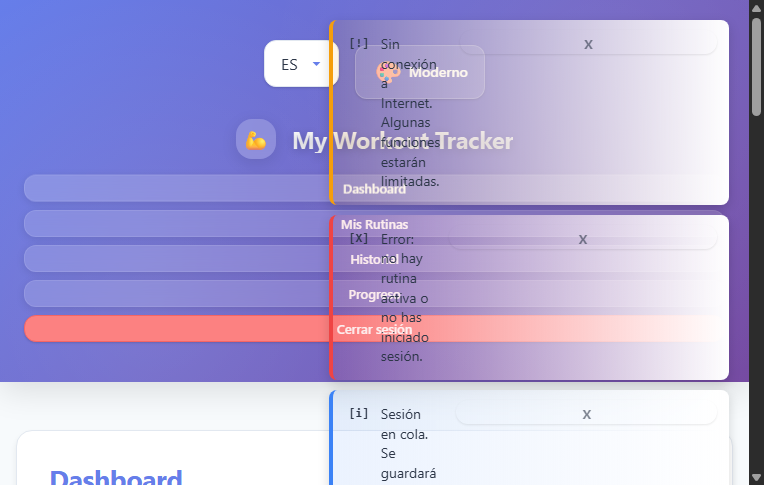 ES
Moderno
My Workout Tracker
Dashboard
Mis Rutinas
Historial
Progreso
Cerrar sesión
[!] Sin X
conexión
a
Internet.
Algunas
funciones
estarán
limitadas.
[X] Error: X
no hay
rutina
activa o
no has
iniciado
sesión.
[i] Sesión X
en cola.
Se
guardará
Dashboard